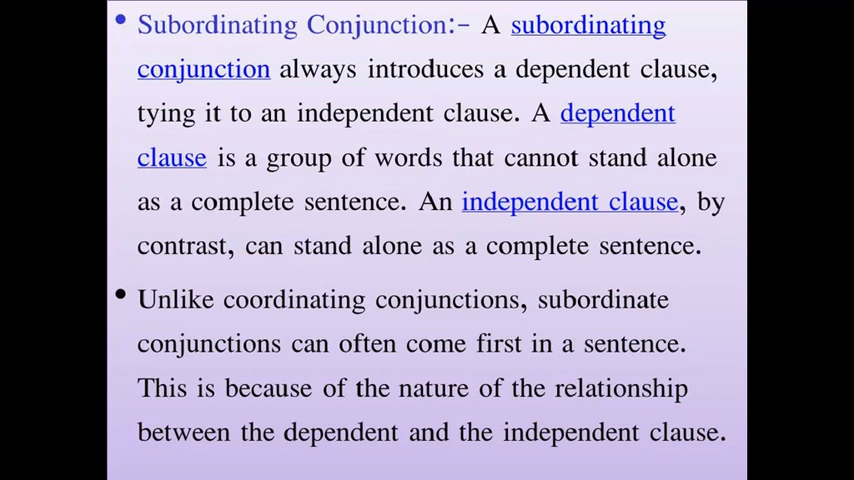 • Subordinating Conjunction:– A subordinating
conjunction always introduces a dependent clause,
tying it to an independent clause. A dependent
clause is a group of words that cannot stand alone
as a complete sentence. An independent clause, by
contrast, can stand alone as a complete sentence.
• Unlike coordinating conjunctions, subordinate
conjunctions can often come first in a sentence.
This is because of the nature of the relationship
between the dependent and the independent clause.